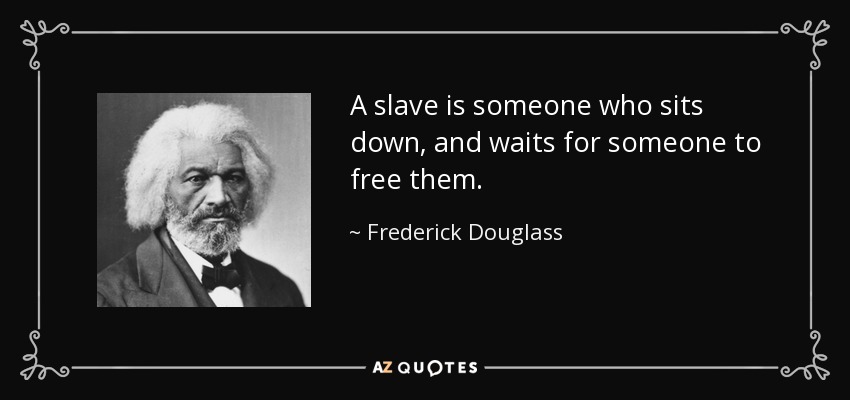 A slave is someone who sits
down, and waits for someone to
free them.
~ Frederick Douglass
AZ QUOTES